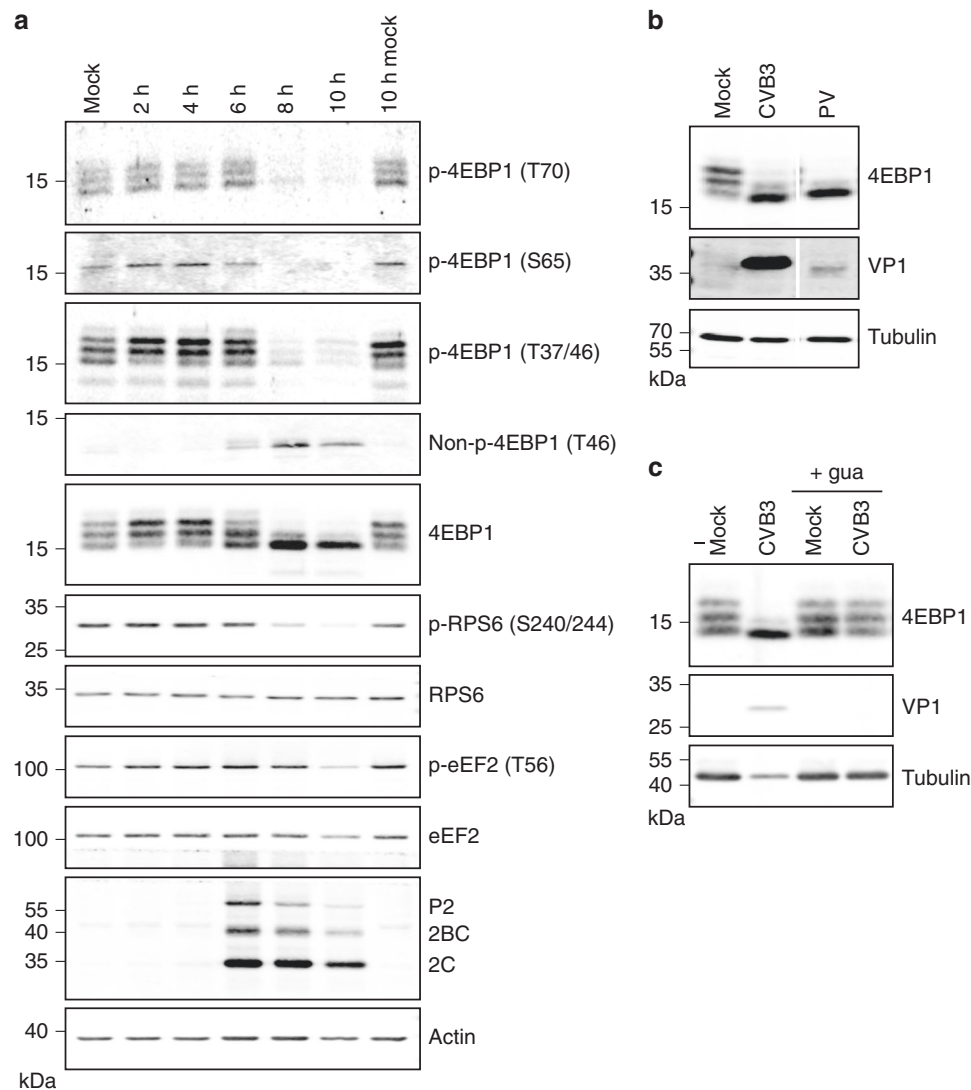 a
Mock 2 h 4 h 6 h 8 h 10 h 10 h mock
15 p-4EBP1 (T70)
15 p-4EBP1 (S65)
15 p-4EBP1 (T37/46)
15 Non-p-4EBP1 (T46)
15 4EBP1
35
25 p-RPS6 (S240/244)
35 RPS6
100 p-eEF2 (T56)
100 eEF2
55 P2
40 2BC
35 2C
40 Actin
kDa
b
Mock CVB3 PV
4EBP1
15
35 VP1
70
55 Tubulin
kDa
c
+ gua
– Mock CVB3 Mock CVB3
15 4EBP1
35
25 VP1
55
40 Tubulin
kDa